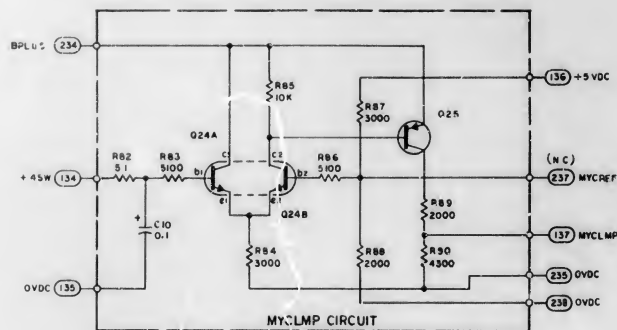 BPLUS 234
R85
10K
136 +5 VDC
R87
3000
Q25
Q24A
R82
51
R83
5100
C1
C2
R86
5100
(NC)
237 MYCREF
+4SW 134
b1
b2
e1
Q24B
R89
2000
137 MYCLMP
+
C10
0.1
R84
3000
R88
2000
R90
4300
235 0VDC
0VDC 135
238 0VDC
MYCLMP CIRCUIT